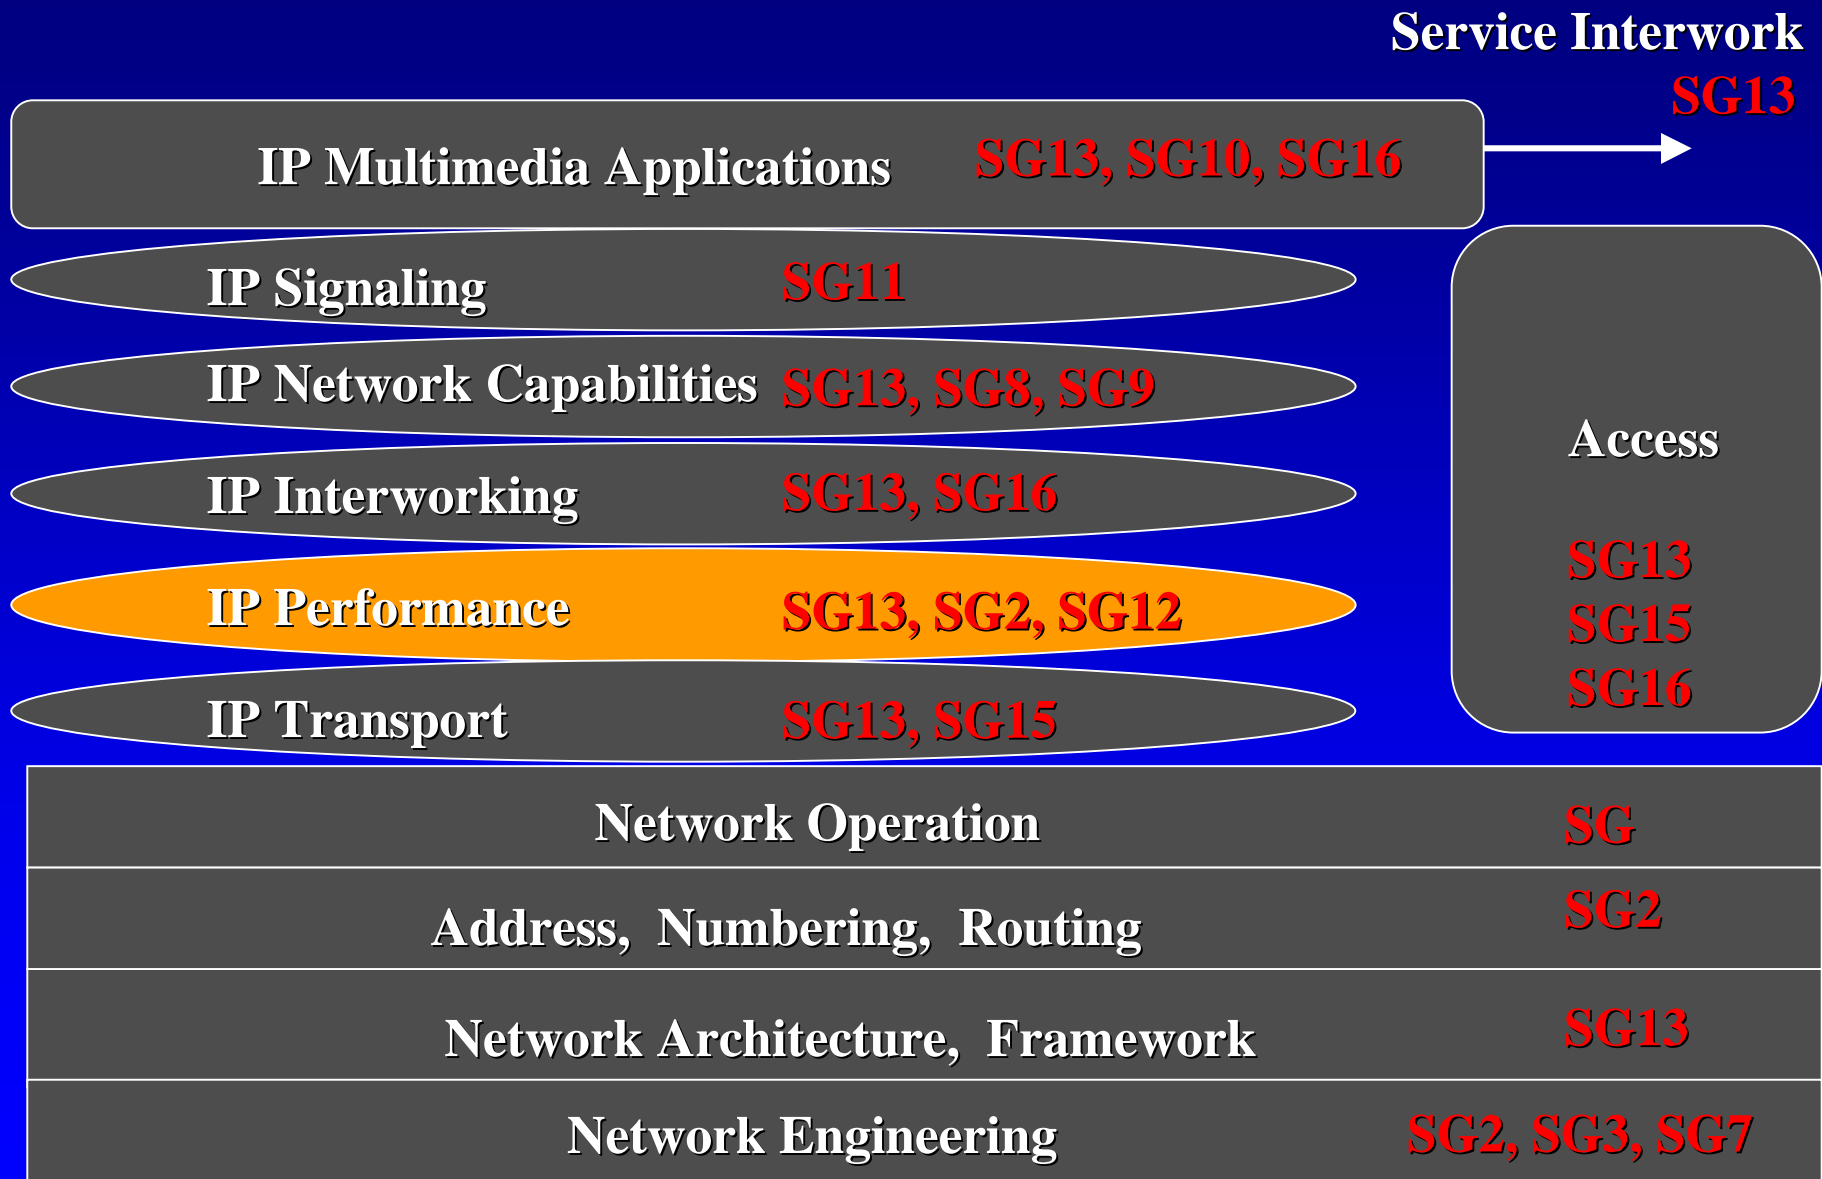 Service Interwork
SG13
IP Multimedia Applications SG13, SG10, SG16
IP Signaling SG11
IP Network Capabilities SG13, SG8, SG9
IP Interworking SG13, SG16
IP Performance SG13, SG2, SG12
IP Transport SG13, SG15
Access
SG13
SG15
SG16
Network Operation SG
Address, Numbering, Routing SG2
Network Architecture, Framework SG13
Network Engineering SG2, SG3, SG7